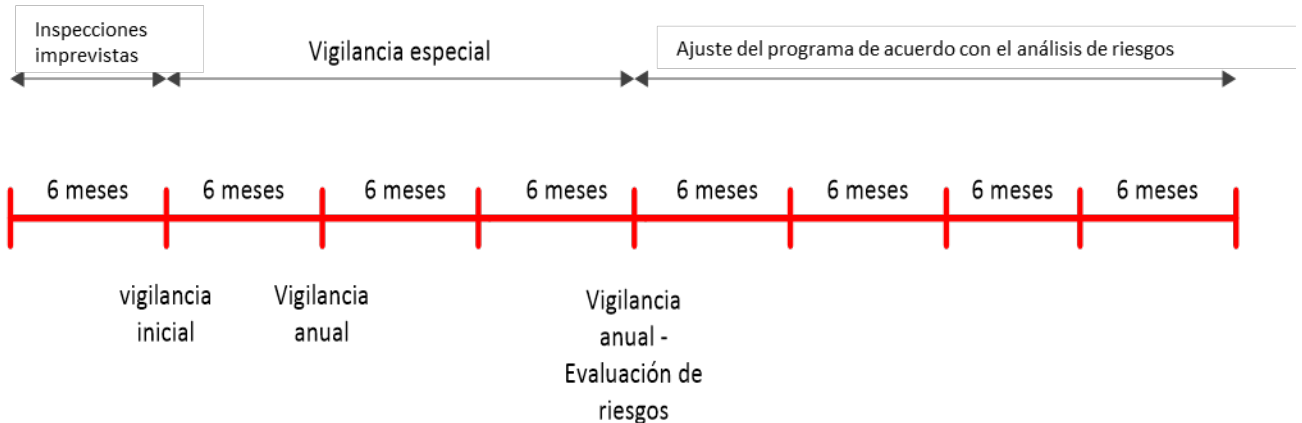 Inspecciones
imprevistas
Vigilancia especial
Ajuste del programa de acuerdo con el análisis de riesgos
6 meses
6 meses
6 meses
6 meses
6 meses
6 meses
6 meses
6 meses
vigilancia
inicial
Vigilancia
anual
Vigilancia
anual -
Evaluación de
riesgos